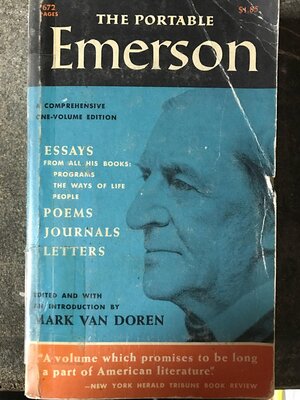 672
PAGES
$1.85
THE PORTABLE
Emerson
A COMPREHENSIVE
ONE-VOLUME EDITION
ESSAYS
FROM ALL HIS BOOKS:
PROGRAMS
THE WAYS OF LIFE
PEOPLE
POEMS
JOURNALS
LETTERS
EDITED AND WITH
AN INTRODUCTION BY
MARK VAN DOREN
"A volume which promises to be long
a part of American literature."
—NEW YORK HERALD TRIBUNE BOOK REVIEW